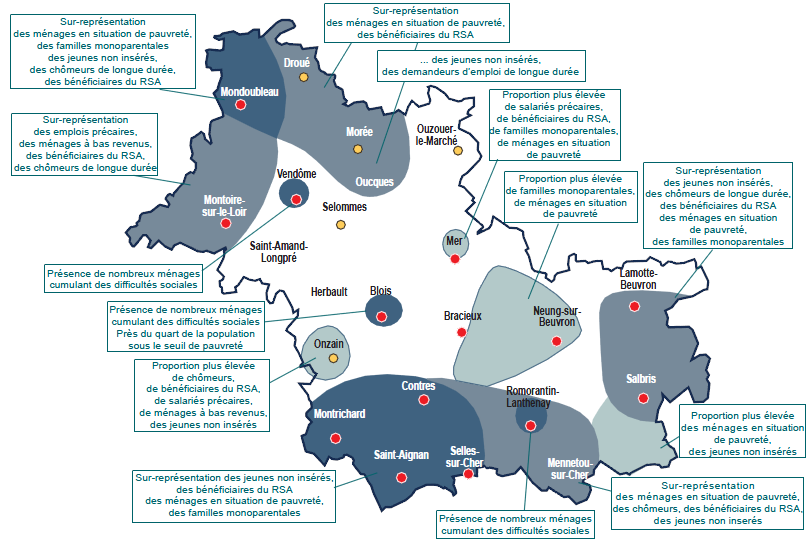 Sur-représentation
des ménages en situation de pauvreté,
des familles monoparentales
des jeunes non insérés,
des chômeurs de longue durée,
des bénéficiaires du RSA
Sur-représentation
des ménages en situation de pauvreté,
des bénéficiaires du RSA
... des jeunes non insérés,
des demandeurs d'emploi de longue durée
Proportion plus élevée
de salariés précaires,
de bénéficiaires du RSA,
de familles monoparentales,
de ménages en situation
de pauvreté
Sur-représentation
des emplois précaires,
des ménages à bas revenus,
des bénéficiaires du RSA,
des chômeurs de longue durée
Proportion plus élevée
de familles monoparentales,
de ménages en situation
de pauvreté
Sur-représentation
des jeunes non insérés,
des chômeurs de longue durée,
des bénéficiaires du RSA
des ménages en situation
de pauvreté,
des familles monoparentales
Droué
Mondoubleau
Morée
Ouzouer-
le-Marché
Vendôme
Oucques
Montoire-
sur-le-Loir
Selommes
Saint-Amand-
Longpré
Mer
Présence de nombreux ménages
cumulant des difficultés sociales
Herbault
Blois
Lamotte-
Beuvron
Présence de nombreux ménages
cumulant des difficultés sociales
Près du quart de la population
sous le seuil de pauvreté
Bracieux
Neung-sur-
Beuvron
Onzain
Proportion plus élevée
de chômeurs,
de bénéficiaires du RSA,
de salariés précaires,
de ménages à bas revenus,
des jeunes non insérés
Contres
Romorantin-
Lanthenay
Salbris
Montrichard
Saint-Aignan
Selles-
sur-Cher
Mennetou-
sur-Cher
Proportion plus élevée
des ménages en situation
de pauvreté,
des jeunes non insérés
Sur-représentation des jeunes non insérés,
des bénéficiaires du RSA
des ménages en situation de pauvreté,
des familles monoparentales
Sur-représentation
des ménages en situation de pauvreté,
des chômeurs, des bénéficiaires du RSA,
des jeunes non inserés
Présence de nombreux ménages
cumulant des difficultés sociales